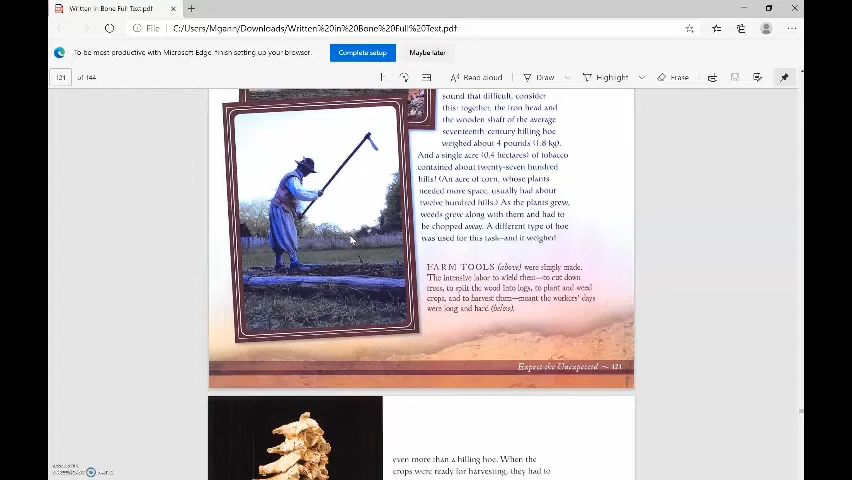 Written in Bone Full Text.pdf
File
C:/Users/Mgann/Downloads/Written%20in%20Bone%20Full%20Text.pdf
To be most productive with Microsoft Edge, finish setting up your browser.
Complete setup
Maybe later
121 of 144
Read aloud
Draw
Highlight
Erase
sound that difficult, consider
this: together, the iron head and
the wooden shaft of the average
seventeenth-century hilling hoe
weighed about 4 pounds (1.8 kg).
And a single acre (0.4 hectares) of tobacco
contained about twenty-seven hundred
hills! (An acre of corn, whose plants
needed more space, usually had about
twelve hundred hills.) As the plants grew,
weeds grew along with them and had to
be chopped away. A different type of hoe
was used for this task—and it weighed
FARM TOOLS (above) were simply made.
The intensive labor to wield them—to cut down
trees, to split the wood into logs, to plant and weed
crops, and to harvest them—meant the workers' days
were long and hard (below).
Expect the Unexpected ~ 121
even more than a hilling hoe. When the
crops were ready for harvesting, they had to